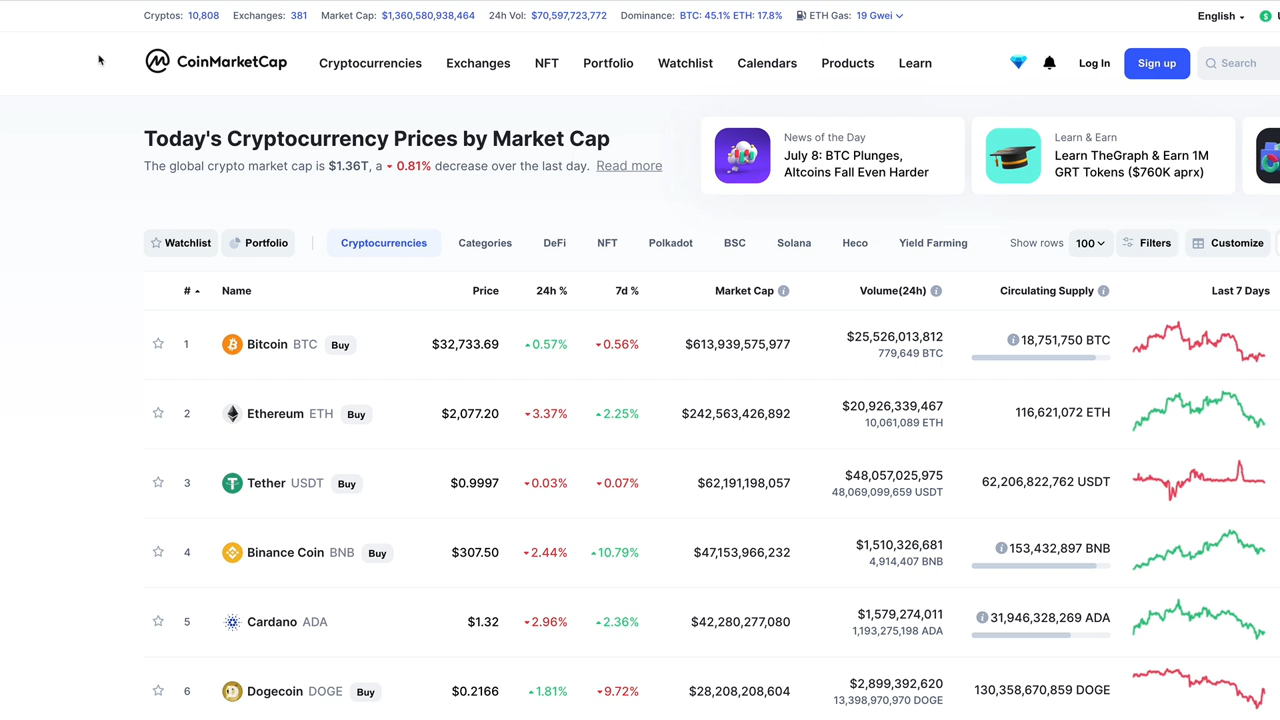 Cryptos: 10,808 Exchanges: 381 Market Cap: $1,360,580,938,464 24h Vol: $70,597,723,772 Dominance: BTC: 45.1% ETH: 17.8% ETH Gas: 19 Gwei English
CoinMarketCap Cryptocurrencies Exchanges NFT Portfolio Watchlist Calendars Products Learn Log In Sign up Search
Today's Cryptocurrency Prices by Market Cap
The global crypto market cap is $1.36T, a 0.81% decrease over the last day. Read more
News of the Day
July 8: BTC Plunges,
Altcoins Fall Even Harder
Learn & Earn
Learn TheGraph & Earn 1M
GRT Tokens ($760K aprx)
Watchlist Portfolio Cryptocurrencies Categories DeFi NFT Polkadot BSC Solana Heco Yield Farming Show rows 100 Filters Customize
# Name Price 24h % 7d % Market Cap Volume(24h) Circulating Supply Last 7 Days
1 Bitcoin BTC Buy $32,733.69 0.57% 0.56% $613,939,575,977 $25,526,013,812 18,751,750 BTC
779,649 BTC
2 Ethereum ETH Buy $2,077.20 3.37% 2.25% $242,563,426,892 $20,926,339,467 116,621,072 ETH
10,061,089 ETH
3 Tether USDT Buy $0.9997 0.03% 0.07% $62,191,198,057 $48,057,025,975 62,206,822,762 USDT
48,069,099,659 USDT
4 Binance Coin BNB Buy $307.50 2.44% 10.79% $47,153,966,232 $1,510,326,681 153,432,897 BNB
4,914,407 BNB
5 Cardano ADA $1.32 2.96% 2.36% $42,280,277,080 $1,579,274,011 31,946,328,269 ADA
1,193,275,198 ADA
6 Dogecoin DOGE Buy $0.2166 1.81% 9.72% $28,208,208,604 $2,899,392,620 130,358,670,859 DOGE
13,398,970,970 DOGE